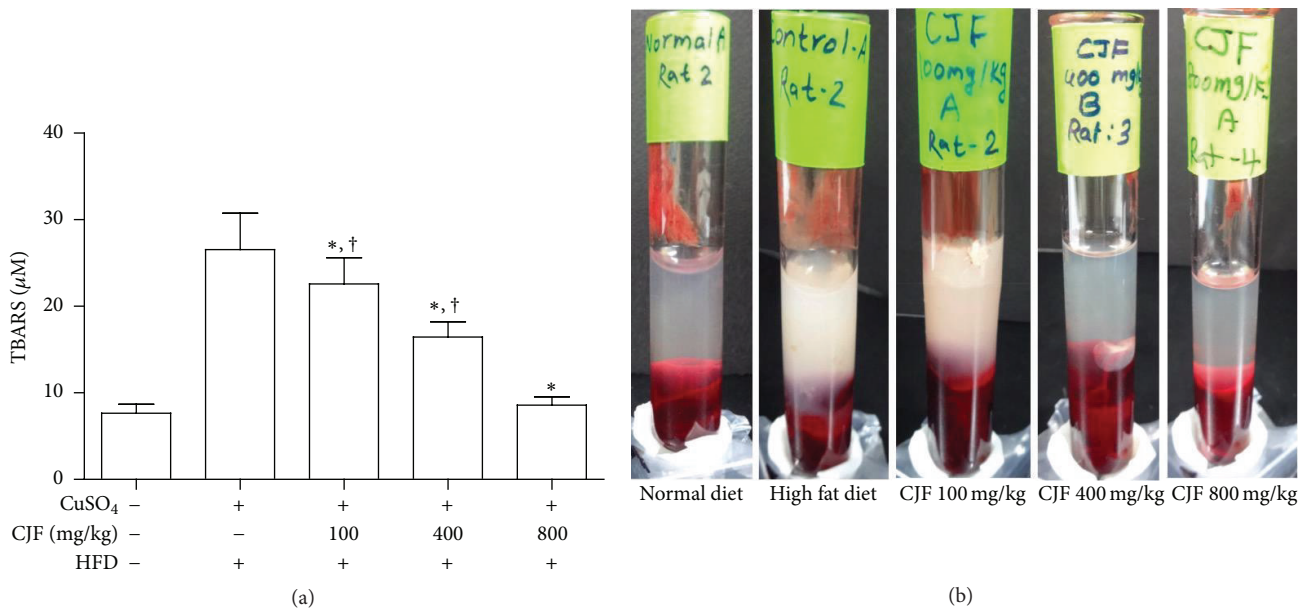 40
30
20
10
0
TBARS (μM)
*, †
*, †
*
CuSO₄ − + + + +
CJF (mg/kg) − − 100 400 800
HFD − + + + +
(a)
Normal A
Rat 2
ontrol-A
Rat-2
CJF
100mg/kg
A
Rat-2
CJF
400 mg/k
B
Rat:3
CJF
800mg/k
A
Rat-4
Normal diet
High fat diet
CJF 100 mg/kg
CJF 400 mg/kg
CJF 800 mg/kg
(b)